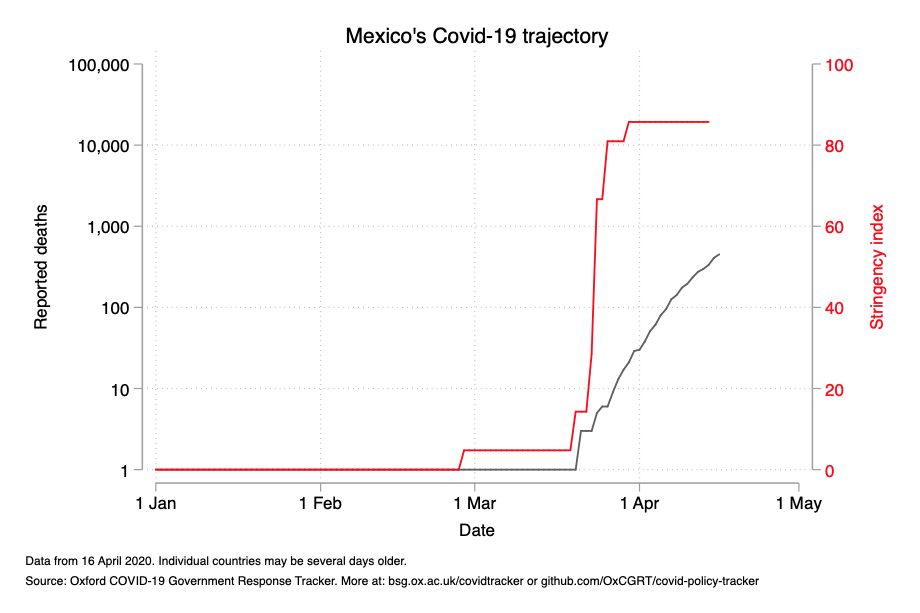 Mexico's Covid-19 trajectory
100,000
10,000
1,000
100
10
1
Reported deaths
100
80
60
40
20
0
Stringency index
1 Jan
1 Feb
1 Mar
1 Apr
1 May
Date
Data from 16 April 2020. Individual countries may be several days older.
Source: Oxford COVID-19 Government Response Tracker. More at: bsg.ox.ac.uk/covidtracker or github.com/OxCGRT/covid-policy-tracker